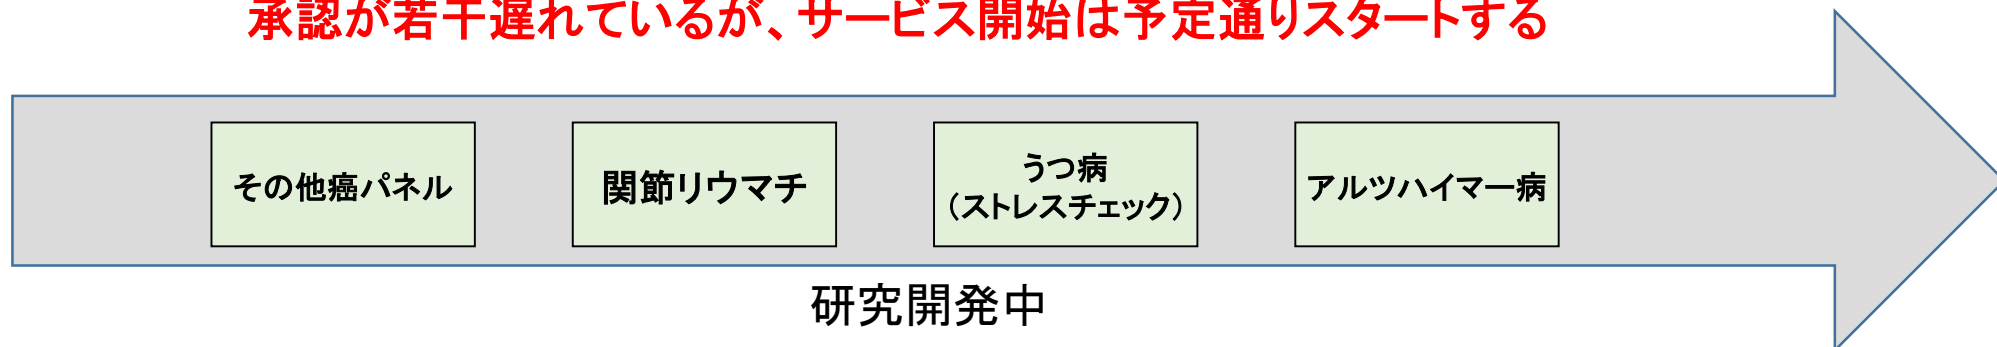 承認が若干遅れているが、サービス開始は予定通りスタートする
その他癌パネル
関節リウマチ
うつ病
（ストレスチェック）
アルツハイマー病
研究開発中